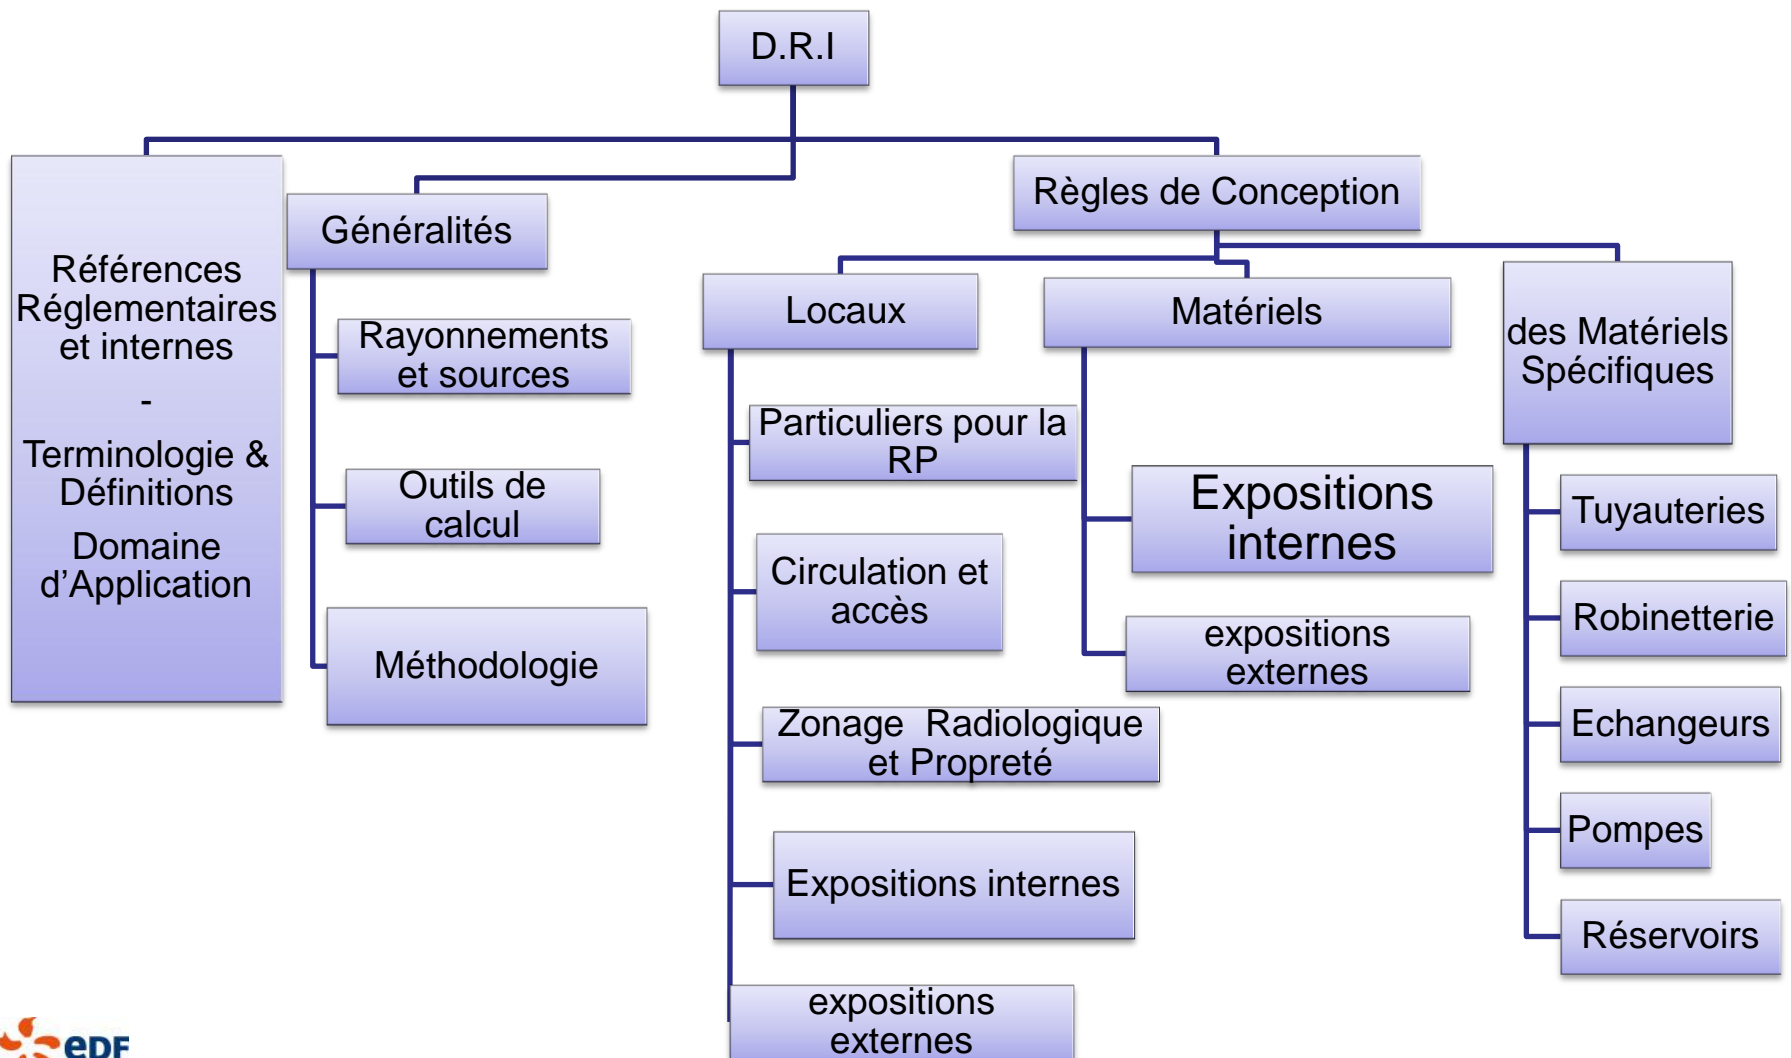 D.R.I
Références
Réglementaires
et internes
-
Terminologie &
Définitions
Domaine
d’Application
Généralités
Rayonnements
et sources
Outils de
calcul
Méthodologie
Règles de Conception
Locaux
Particuliers pour la
RP
Circulation et
accès
Zonage  Radiologique
et Propreté
Expositions internes
expositions
externes
Matériels
Expositions
internes
expositions
externes
des Matériels
Spécifiques
Tuyauteries
Robinetterie
Echangeurs
Pompes
Réservoirs
eDF